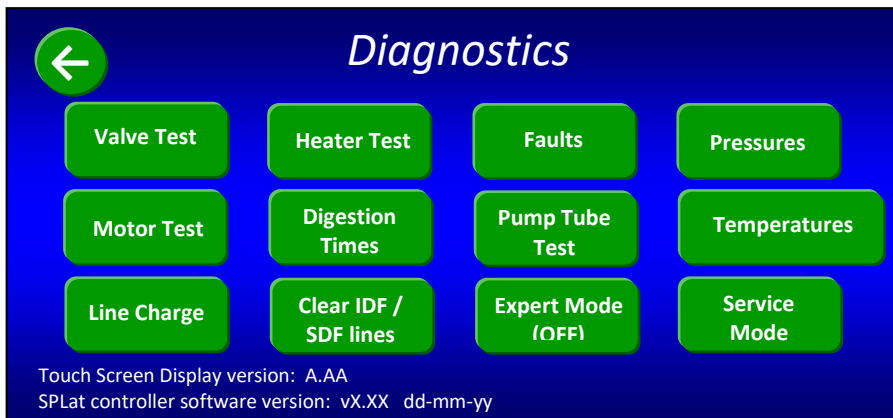 Diagnostics
Valve Test
Heater Test
Faults
Pressures
Motor Test
Digestion
Times
Pump Tube
Test
Temperatures
Line Charge
Clear IDF /
SDF lines
Expert Mode
(OFF)
Service
Mode
Touch Screen Display version: A.AA
SPLat controller software version: vX.XX dd-mm-yy